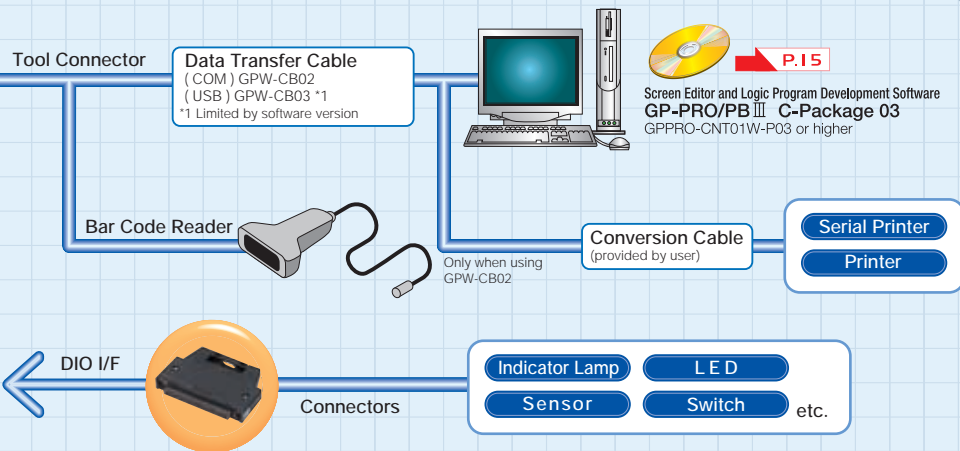 Tool Connector
Data Transfer Cable
( COM ) GPW-CB02
( USB ) GPW-CB03 *1
*1 Limited by software version
P.15
Screen Editor and Logic Program Development Software
GP-PRO/PBⅢ C-Package 03
GPPRO-CNT01W-P03 or higher
Bar Code Reader
Only when using
GPW-CB02
Conversion Cable
(provided by user)
Serial Printer
Printer
DIO I/F
Connectors
Indicator Lamp
LED
Sensor
Switch
etc.